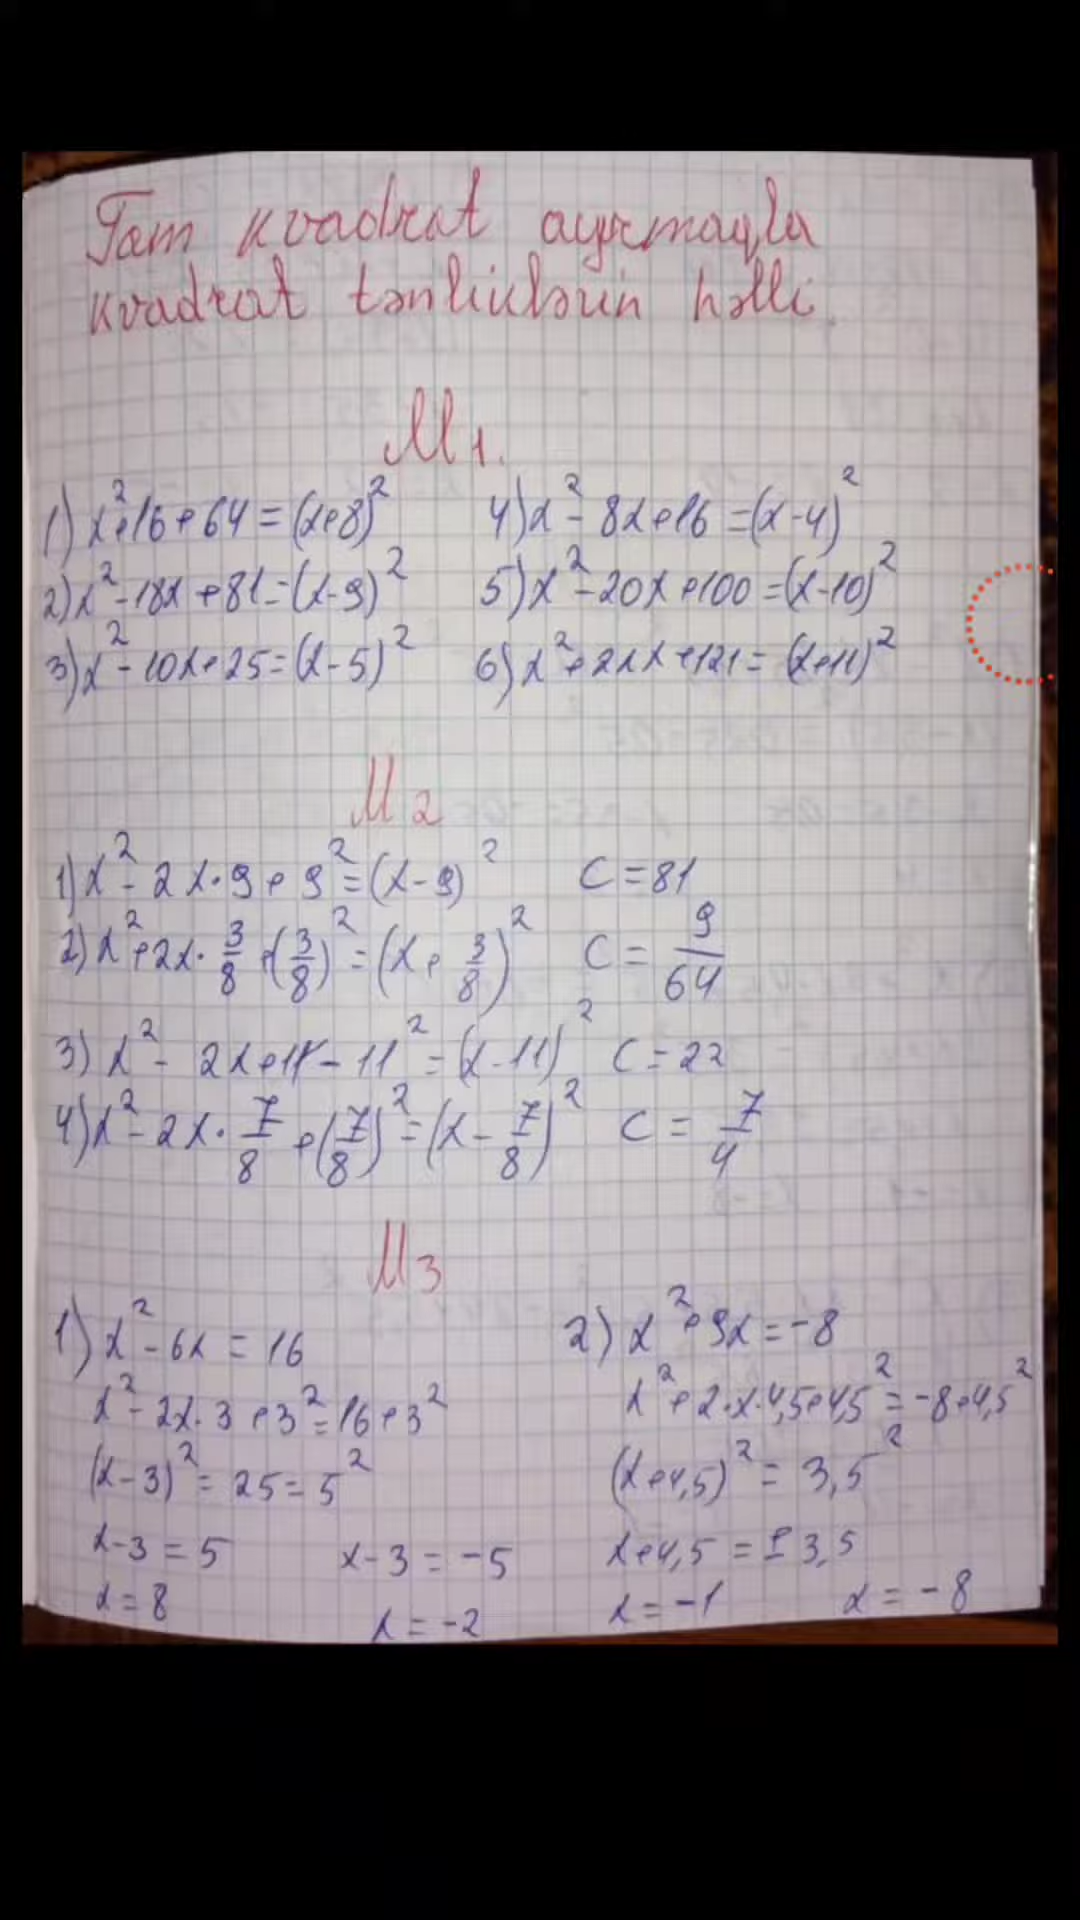 Tam kvadrat ayırmaqla
kvadrat tənliklərin həlli.
M1.
1) x²+16+64=(x+8)²
2) x²-18x+81=(x-9)²
3) x²-10x+25=(x-5)²
4) x²-8x+16=(x-4)²
5) x²-20x+100=(x-10)²
6) x²+22x+121=(x+11)²
M2
1) x²-2x·9+9²=(x-9)² C=81
2) x²+2x·3/8+(3/8)²=(x+3/8)² C=9/64
3) x²-2x+11-11²=(x-11)² C=22
4) x²-2x·7/8+(7/8)²=(x-7/8)² C=7/4
M3
1) x²-6x=16
x²-2x·3+3²=16+3²
(x-3)²=25=5²
x-3=5 x-3=-5
x=8 x=-2
2) x²+9x=-8
x²+2·x·4,5+4,5²=-8+4,5²
(x+4,5)²=3,5²
x+4,5=±3,5
x=-1 x=-8